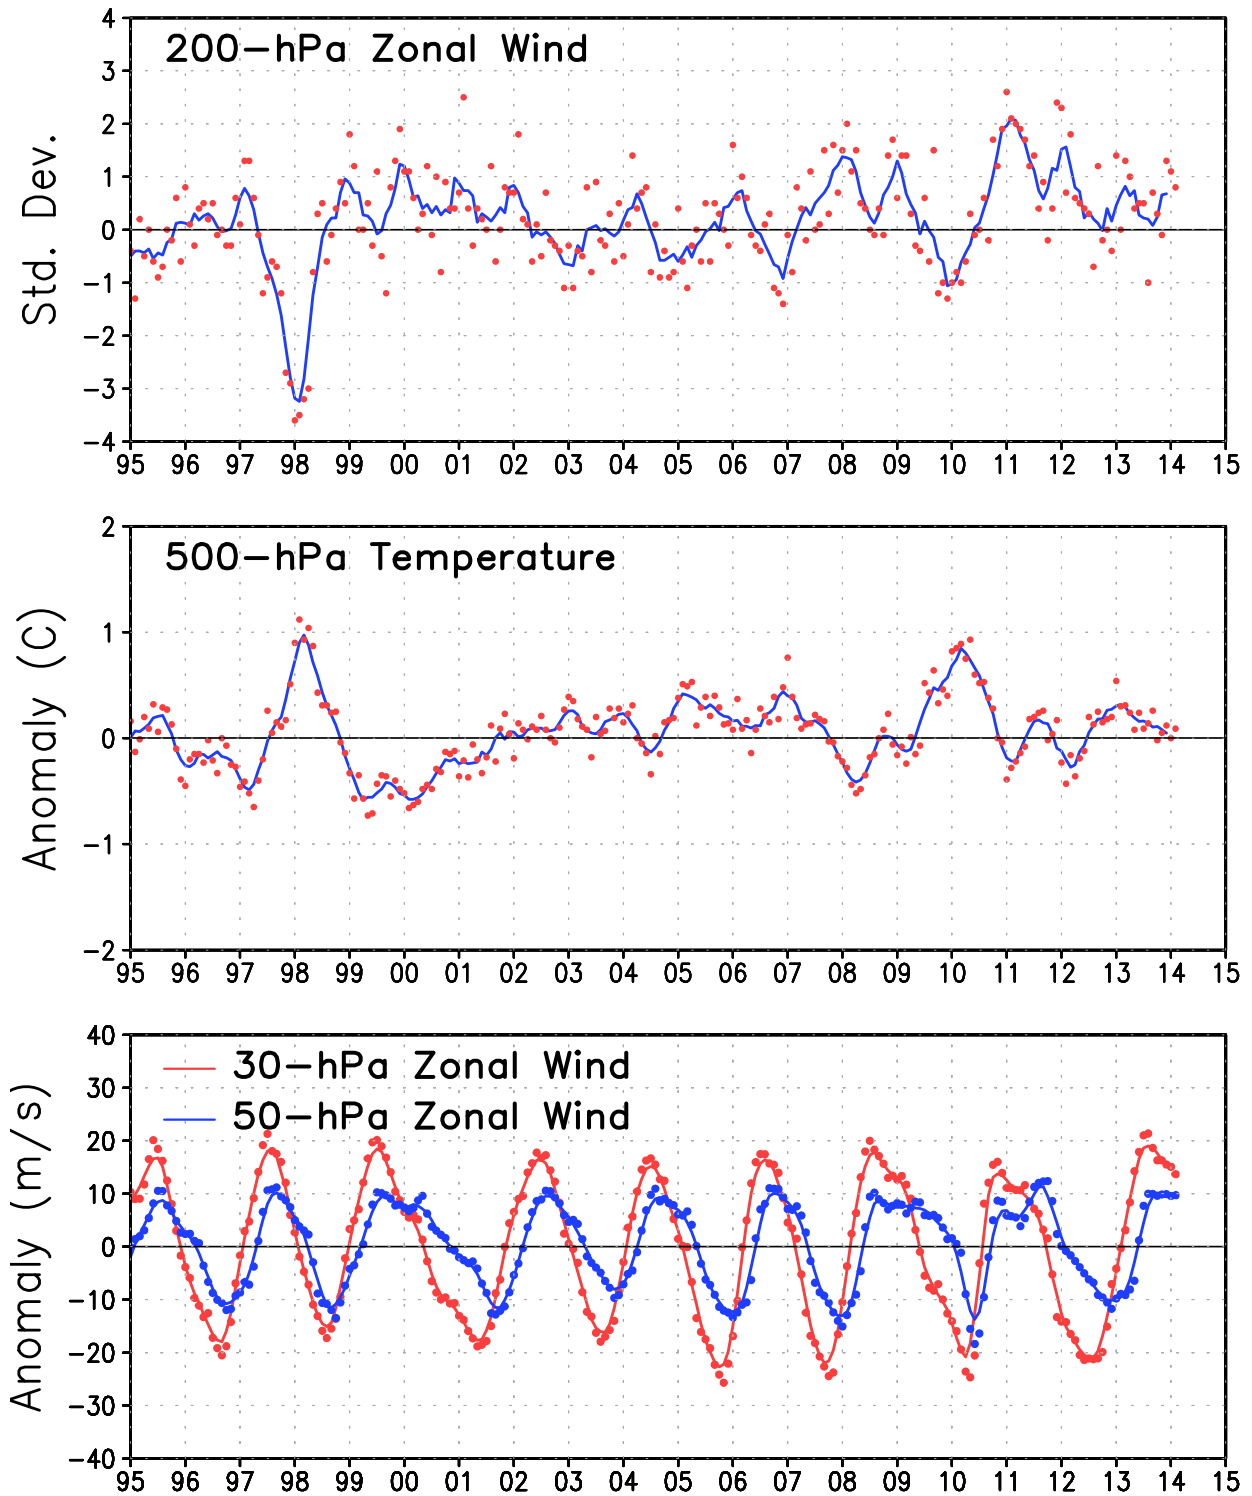 200-hPa Zonal Wind
Std. Dev.
4
3
2
1
0
-1
-2
-3
-4
95 96 97 98 99 00 01 02 03 04 05 06 07 08 09 10 11 12 13 14 15
500-hPa Temperature
Anomaly (C)
2
1
0
-1
-2
95 96 97 98 99 00 01 02 03 04 05 06 07 08 09 10 11 12 13 14 15
30-hPa Zonal Wind
50-hPa Zonal Wind
Anomaly (m/s)
40
30
20
10
0
-10
-20
-30
-40
95 96 97 98 99 00 01 02 03 04 05 06 07 08 09 10 11 12 13 14 15